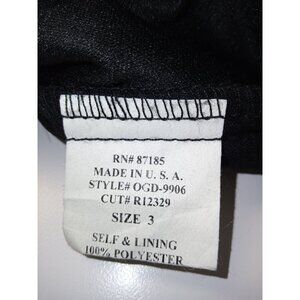 RN# 87185
MADE IN U. S. A.
STYLE# OGD-9906
CUT# R12329
SIZE 3
SELF & LINING
100% POLYESTER